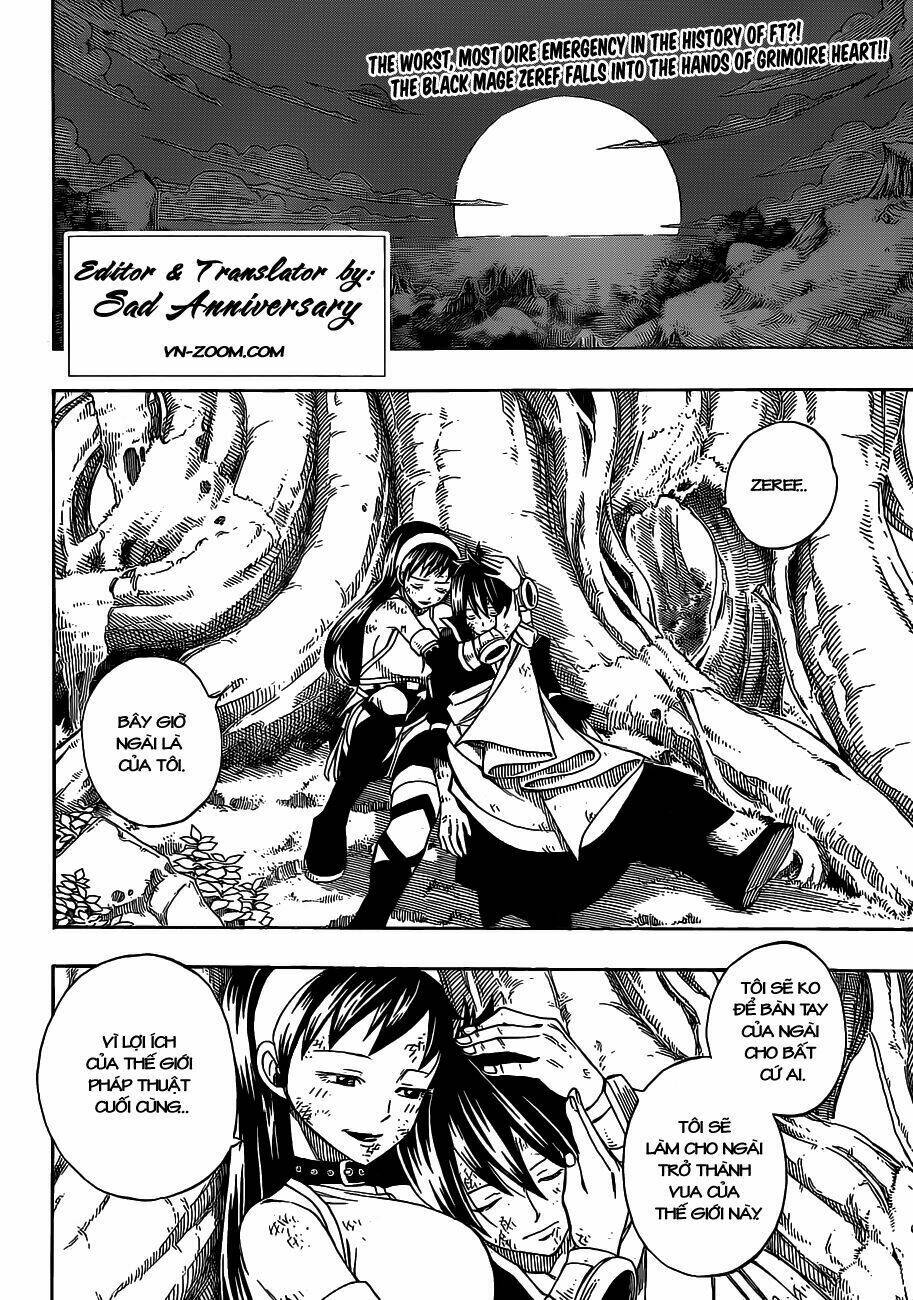 THE WORST, MOST DIRE EMERGENCY IN THE HISTORY OF FT?!
THE BLACK MAGE ZEREF FALLS INTO THE HANDS OF GRIMOIRE HEART!!
Editor & Translator by:
Sad Anniversary
VN-ZOOM.COM
ZEREF..
BÂY GIỜ
NGÀI LÀ
CỦA TÔI.
TÔI SẼ KO
ĐỂ BÀN TAY
CỦA NGÀI
CHO BẤT
CỨ AI.
TÔI SẼ
LÀM CHO NGÀI
TRỞ THÀNH
VUA CỦA
THẾ GIỚI NÀY.
VÌ LỢI ÍCH
CỦA THẾ GIỚI
PHÁP THUẬT
CUỐI CÙNG..